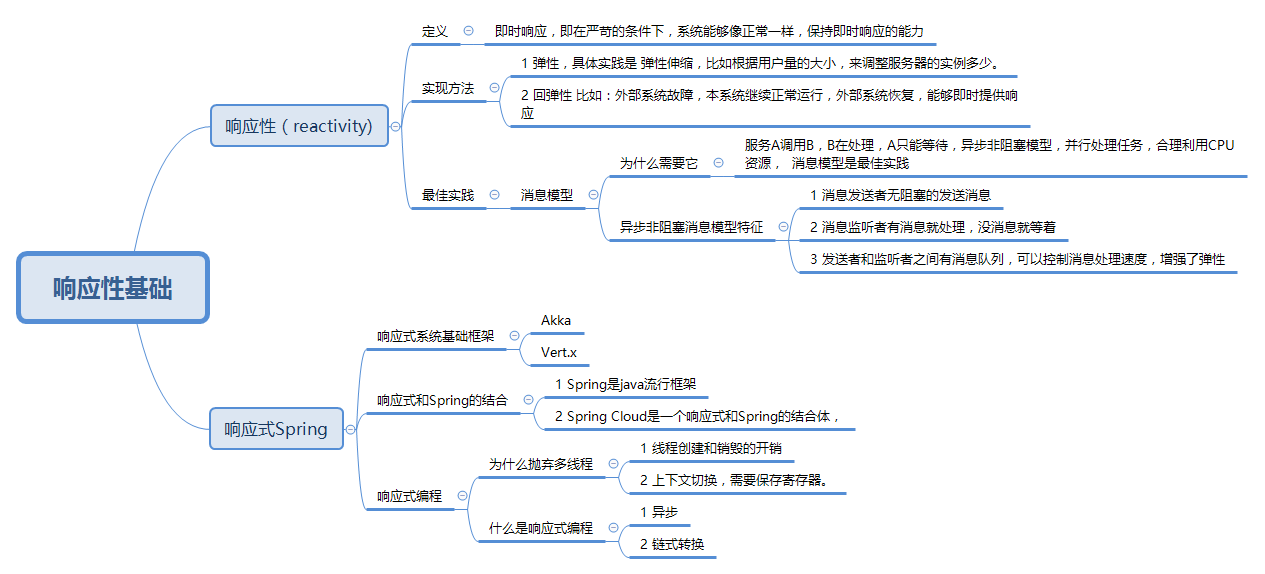 响应性基础
响应性（reactivity)
定义
即时响应，即在严苛的条件下，系统能够像正常一样，保持即时响应的能力
实现方法
1 弹性，具体实践是 弹性伸缩，比如根据用户量的大小，来调整服务器的实例多少。
2 回弹性 比如：外部系统故障，本系统继续正常运行，外部系统恢复，能够即时提供响
应
最佳实践
消息模型
为什么需要它
服务A调用B，B在处理，A只能等待，异步非阻塞模型，并行处理任务，合理利用CPU
资源， 消息模型是最佳实践
异步非阻塞消息模型特征
1 消息发送者无阻塞的发送消息
2 消息监听者有消息就处理，没消息就等着
3 发送者和监听者之间有消息队列，可以控制消息处理速度，增强了弹性
响应式Spring
响应式系统基础框架
Akka
Vert.x
响应式和Spring的结合
1 Spring是java流行框架
2 Spring Cloud是一个响应式和Spring的结合体，
响应式编程
为什么抛弃多线程
1 线程创建和销毁的开销
2 上下文切换，需要保存寄存器。
什么是响应式编程
1 异步
2 链式转换